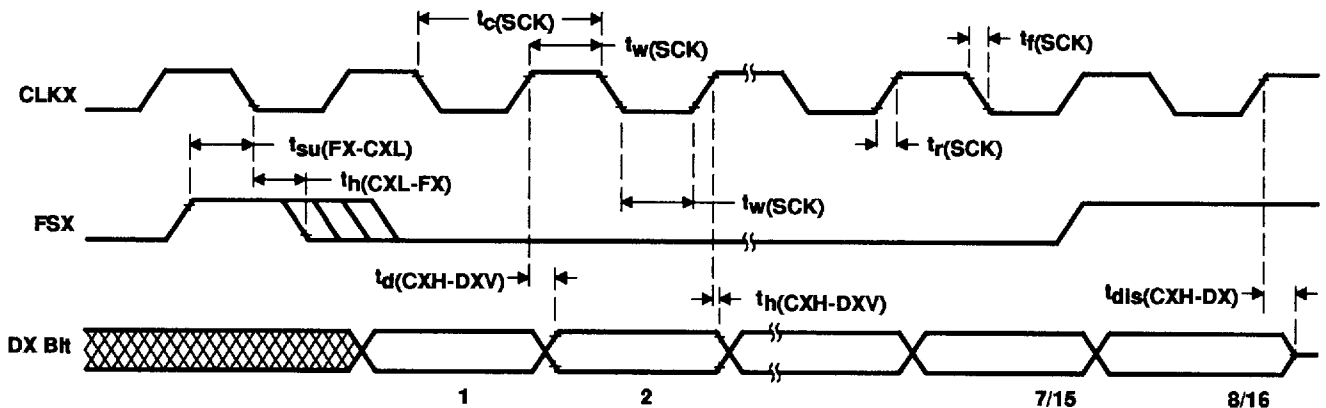 tc(SCK)
tw(SCK)
tf(SCK)
CLKX
tsu(FX-CXL)
tr(SCK)
th(CXL-FX)
tw(SCK)
FSX
td(CXH-DXV)
th(CXH-DXV)
tdis(CXH-DX)
DX Bit
1
2
7/15
8/16